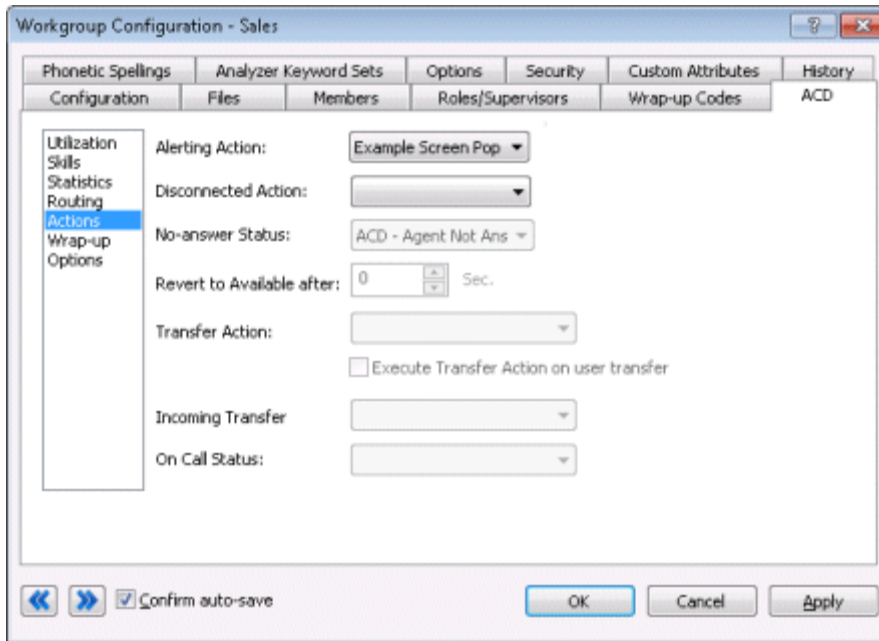 Workgroup Configuration - Sales
Phonetic Spellings Analyzer Keyword Sets Options Security Custom Attributes History
Configuration Files Members Roles/Supervisors Wrap-up Codes ACD
Utilization
Skills
Statistics
Routing
Actions
Wrap-up
Options
Alerting Action: Example Screen Pop
Disconnected Action:
No-answer Status: ACD - Agent Not Ans
Revert to Available after: 0 Sec.
Transfer Action:
Execute Transfer Action on user transfer
Incoming Transfer
On Call Status:
Confirm auto-save OK Cancel Apply